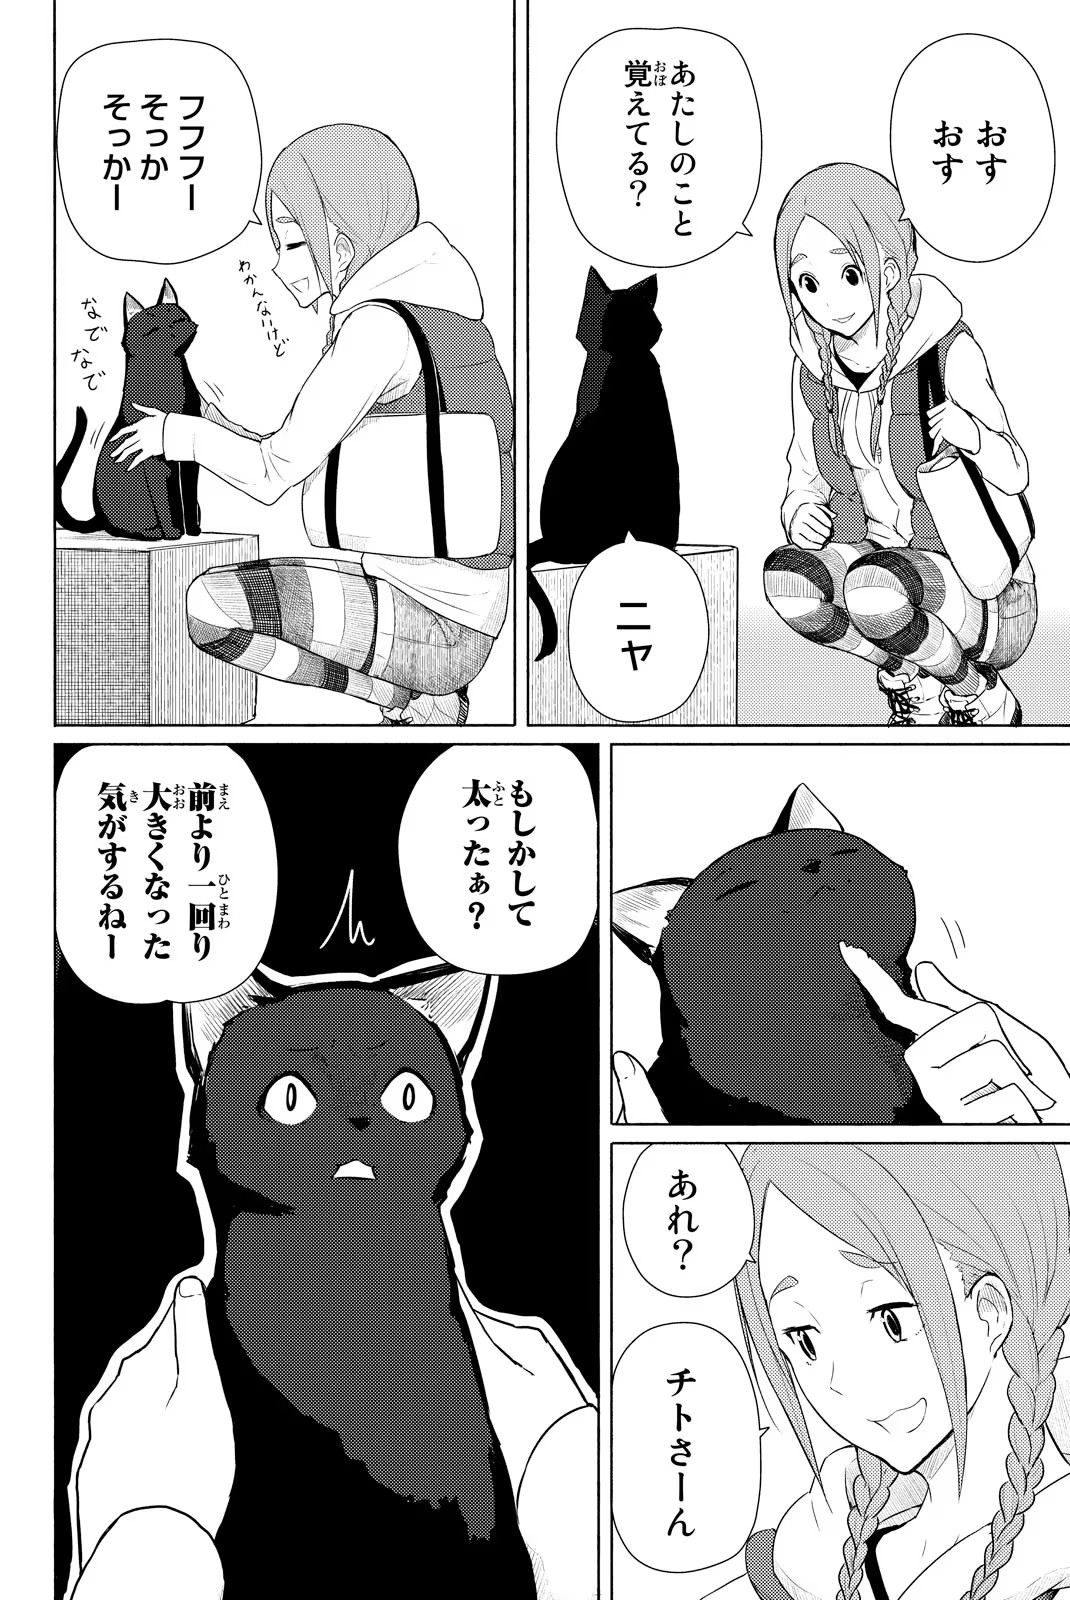 おす
おす
あたしのこと
覚えてる?
ニヤ
フフフー
そっか
そっかー
わかんないけど
なでなで
あれ?
チトさーん
もしかして
太ったぁ?
前より一回り
大きくなった
気がするねー